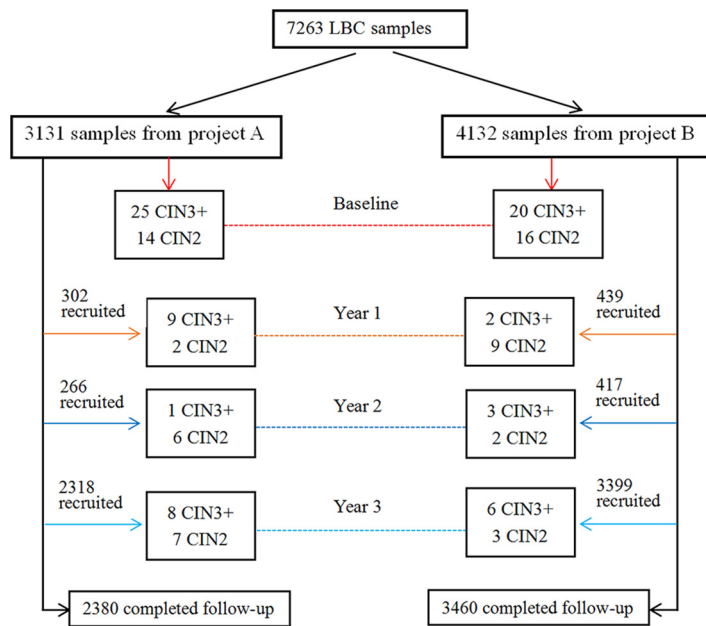 7263 LBC samples
3131 samples from project A
4132 samples from project B
25 CIN3+
14 CIN2
Baseline
20 CIN3+
16 CIN2
302
recruited
9 CIN3+
2 CIN2
Year 1
2 CIN3+
9 CIN2
439
recruited
266
recruited
1 CIN3+
6 CIN2
Year 2
3 CIN3+
2 CIN2
417
recruited
2318
recruited
8 CIN3+
7 CIN2
Year 3
6 CIN3+
3 CIN2
3399
recruited
2380 completed follow-up
3460 completed follow-up